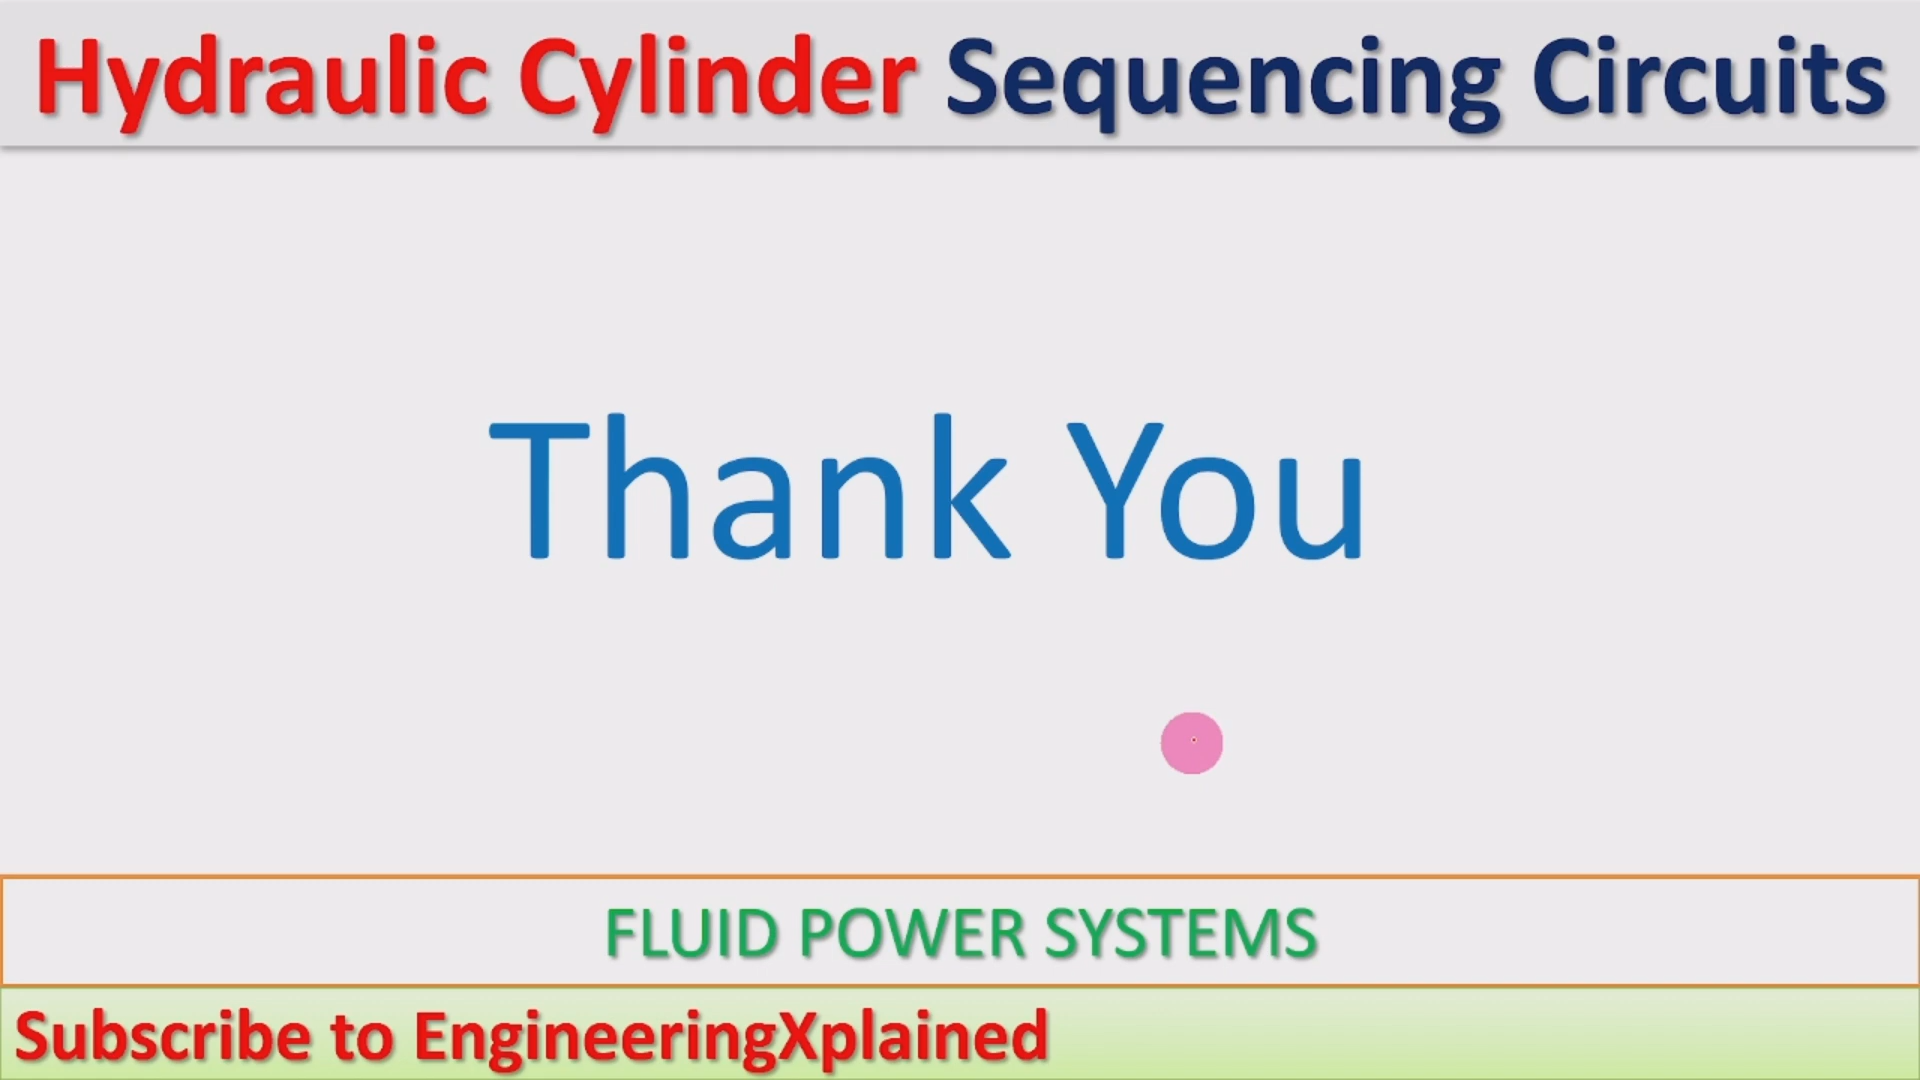 Hydraulic Cylinder Sequencing Circuits
Thank You
FLUID POWER SYSTEMS
Subscribe to EngineeringXplained